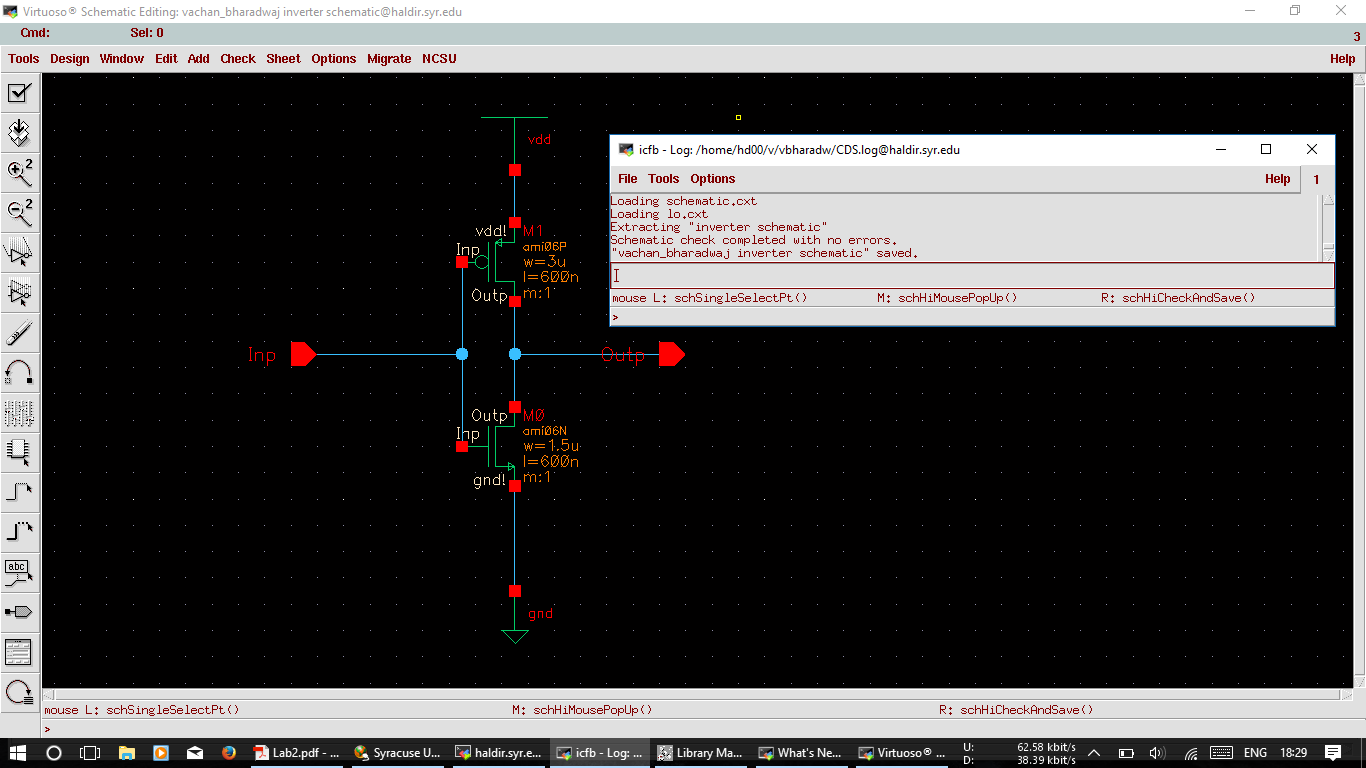 Virtuoso® Schematic Editing: vachan_bharadwaj inverter schematic@haldir.syr.edu
Cmd: Sel: 0 3
Tools Design Window Edit Add Check Sheet Options Migrate NCSU Help
vdd
icfb - Log: /home/hd00/v/vbharadw/CDS.log@haldir.syr.edu
File Tools Options Help 1
Loading schematic.cxt
Loading lo.cxt
Extracting "inverter schematic"
Schematic check completed with no errors.
"vachan_bharadwaj inverter schematic" saved.
mouse L: schSingleSelectPt() M: schHiMousePopUp() R: schHiCheckAndSave()
>
2
2
abc
vdd! M1
Inp ami06P
w=3u
l=600n
Outp m:1
Inp Outp
Outp M0
Inp ami06N
w=1.5u
l=600n
gnd! m:1
gnd
mouse L: schSingleSelectPt() M: schHiMousePopUp() R: schHiCheckAndSave()
>
Lab2.pdf - ... Syracuse U... haldir.syr.e... icfb - Log: ... Library Ma... What's Ne... Virtuoso® ... U: 62.58 kbit/s ENG 18:29
D: 38.39 kbit/s